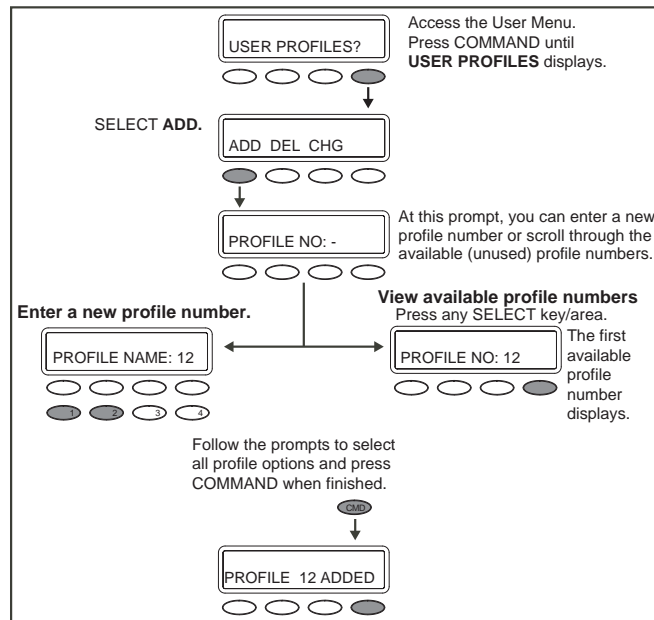 USER PROFILES?
Access the User Menu.
Press COMMAND until
USER PROFILES displays.
SELECT ADD.
ADD DEL CHG
PROFILE NO: -
At this prompt, you can enter a new
profile number or scroll through the
available (unused) profile numbers.
Enter a new profile number.
PROFILE NAME: 12
1 2 3 4
View available profile numbers
Press any SELECT key/area.
PROFILE NO: 12
The first
available
profile
number
displays.
Follow the prompts to select
all profile options and press
COMMAND when finished.
CMD
PROFILE 12 ADDED